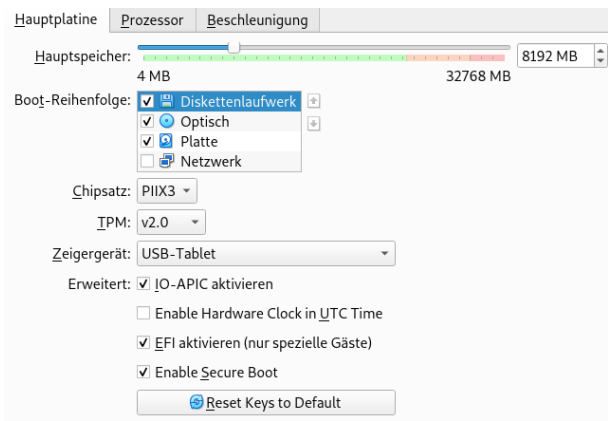 Hauptplatine Prozessor Beschleunigung
Hauptspeicher: 8192 MB
4 MB 32768 MB
Boot-Reihenfolge: Diskettenlaufwerk
Optisch
Platte
Netzwerk
Chipsatz: PIIX3
TPM: v2.0
Zeigergerät: USB-Tablet
Erweitert: IO-APIC aktivieren
Enable Hardware Clock in UTC Time
EFI aktivieren (nur spezielle Gäste)
Enable Secure Boot
Reset Keys to Default